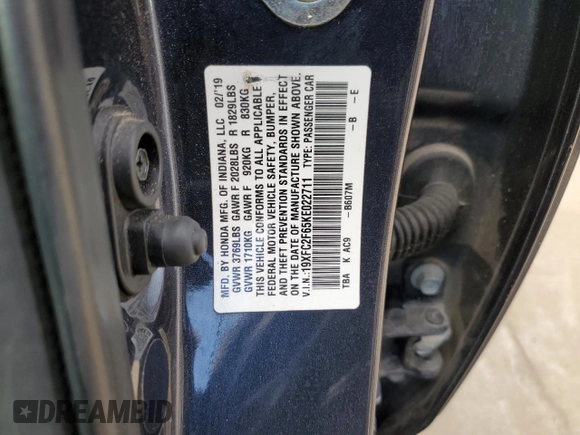 MFD. BY HONDA MFG. OF INDIANA, LLC 02/'19
GVWR 3769LBS GAWR F 2028LBS R 1829LBS
GVWR 1710KG GAWR F 920KG R 830KG
THIS VEHICLE CONFORMS TO ALL APPLICABLE
FEDERAL MOTOR VEHICLE SAFETY, BUMPER,
AND THEFT PREVENTION STANDARDS IN EFFECT
ON THE DATE OF MANUFACTURE SHOWN ABOVE.
V.I.N.:19XFC2F65KE022711 TYPE: PASSENGER CAR
TBA K AC9 -B607M -B -E
DREAMBID